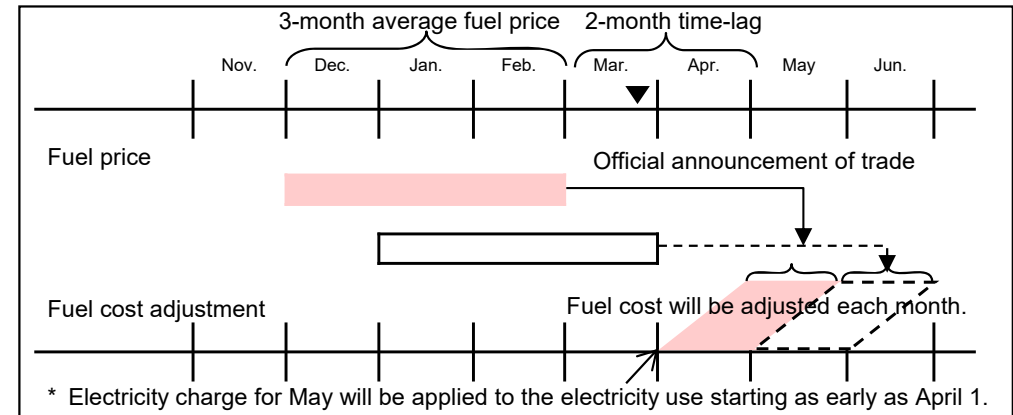 3-month average fuel price 2-month time-lag
Nov. Dec. Jan. Feb. Mar. Apr. May Jun.
Fuel price
Official announcement of trade
Fuel cost adjustment
Fuel cost will be adjusted each month.
* Electricity charge for May will be applied to the electricity use starting as early as April 1.